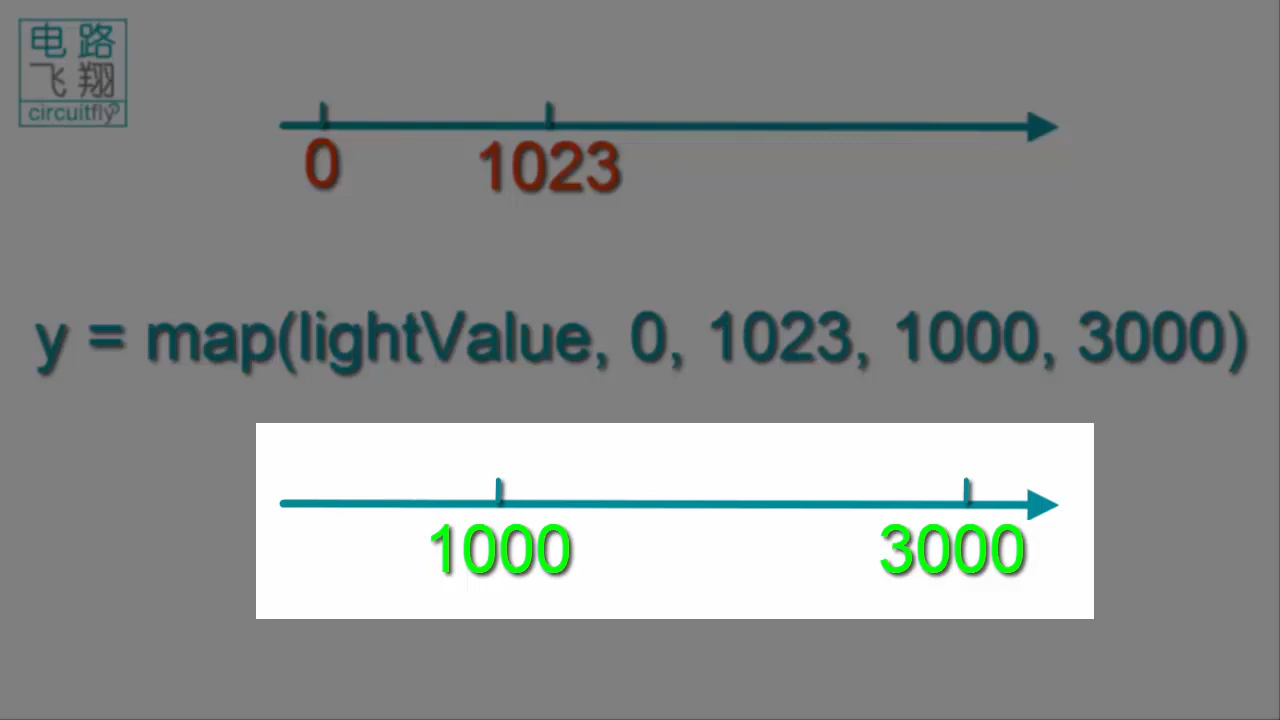 电路
飞翔
circuitfly
0 1023
y = map(lightValue, 0, 1023, 1000, 3000)
1000 3000